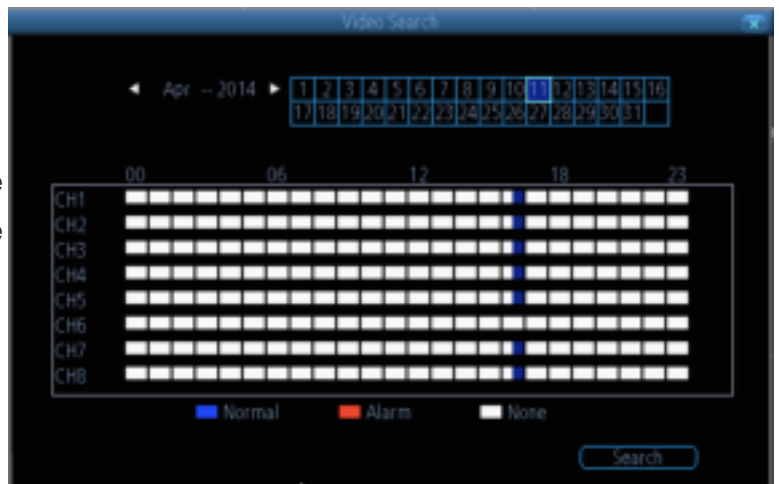 Video Search
Apr -- 2014
1 2 3 4 5 6 7 8 9 10 11 12 13 14 15 16
17 18 19 20 21 22 23 24 25 26 27 28 29 30 31
00 06 12 18 23
CH1
CH2
CH3
CH4
CH5
CH6
CH7
CH8
Normal Alarm None
Search